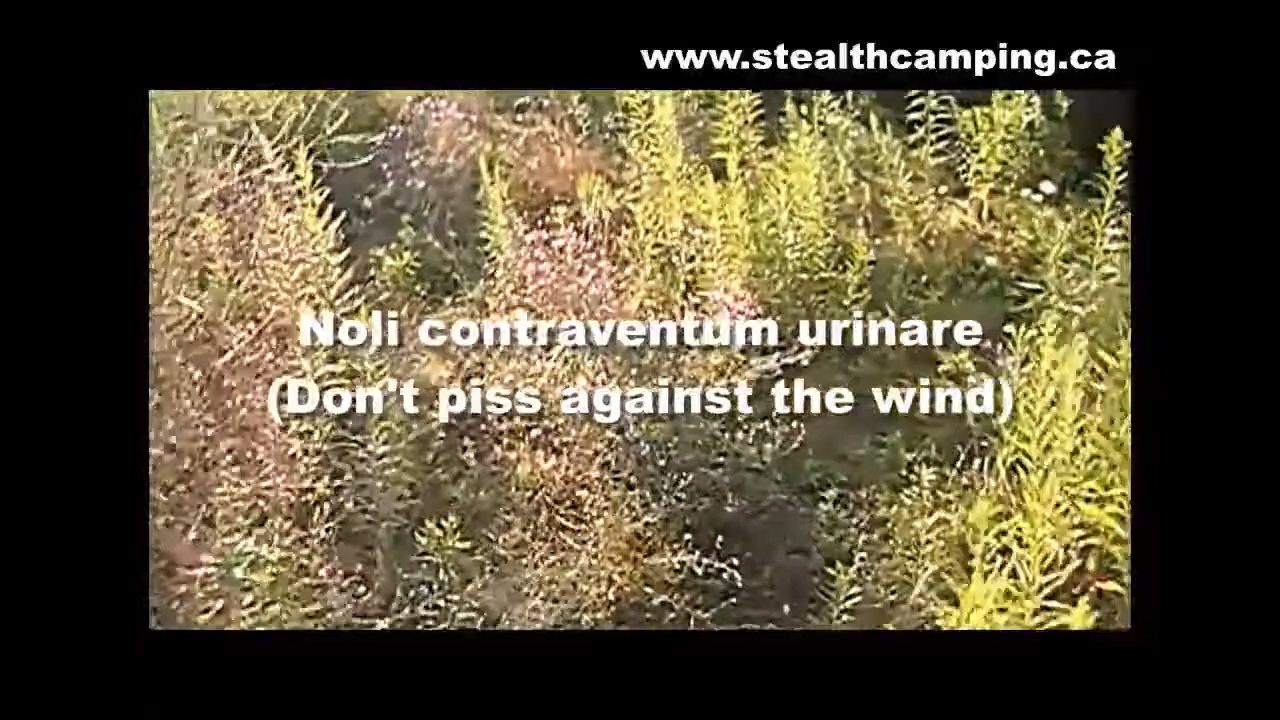 www.stealthcamping.ca
Noli contraventum urinare
(Don't piss against the wind)